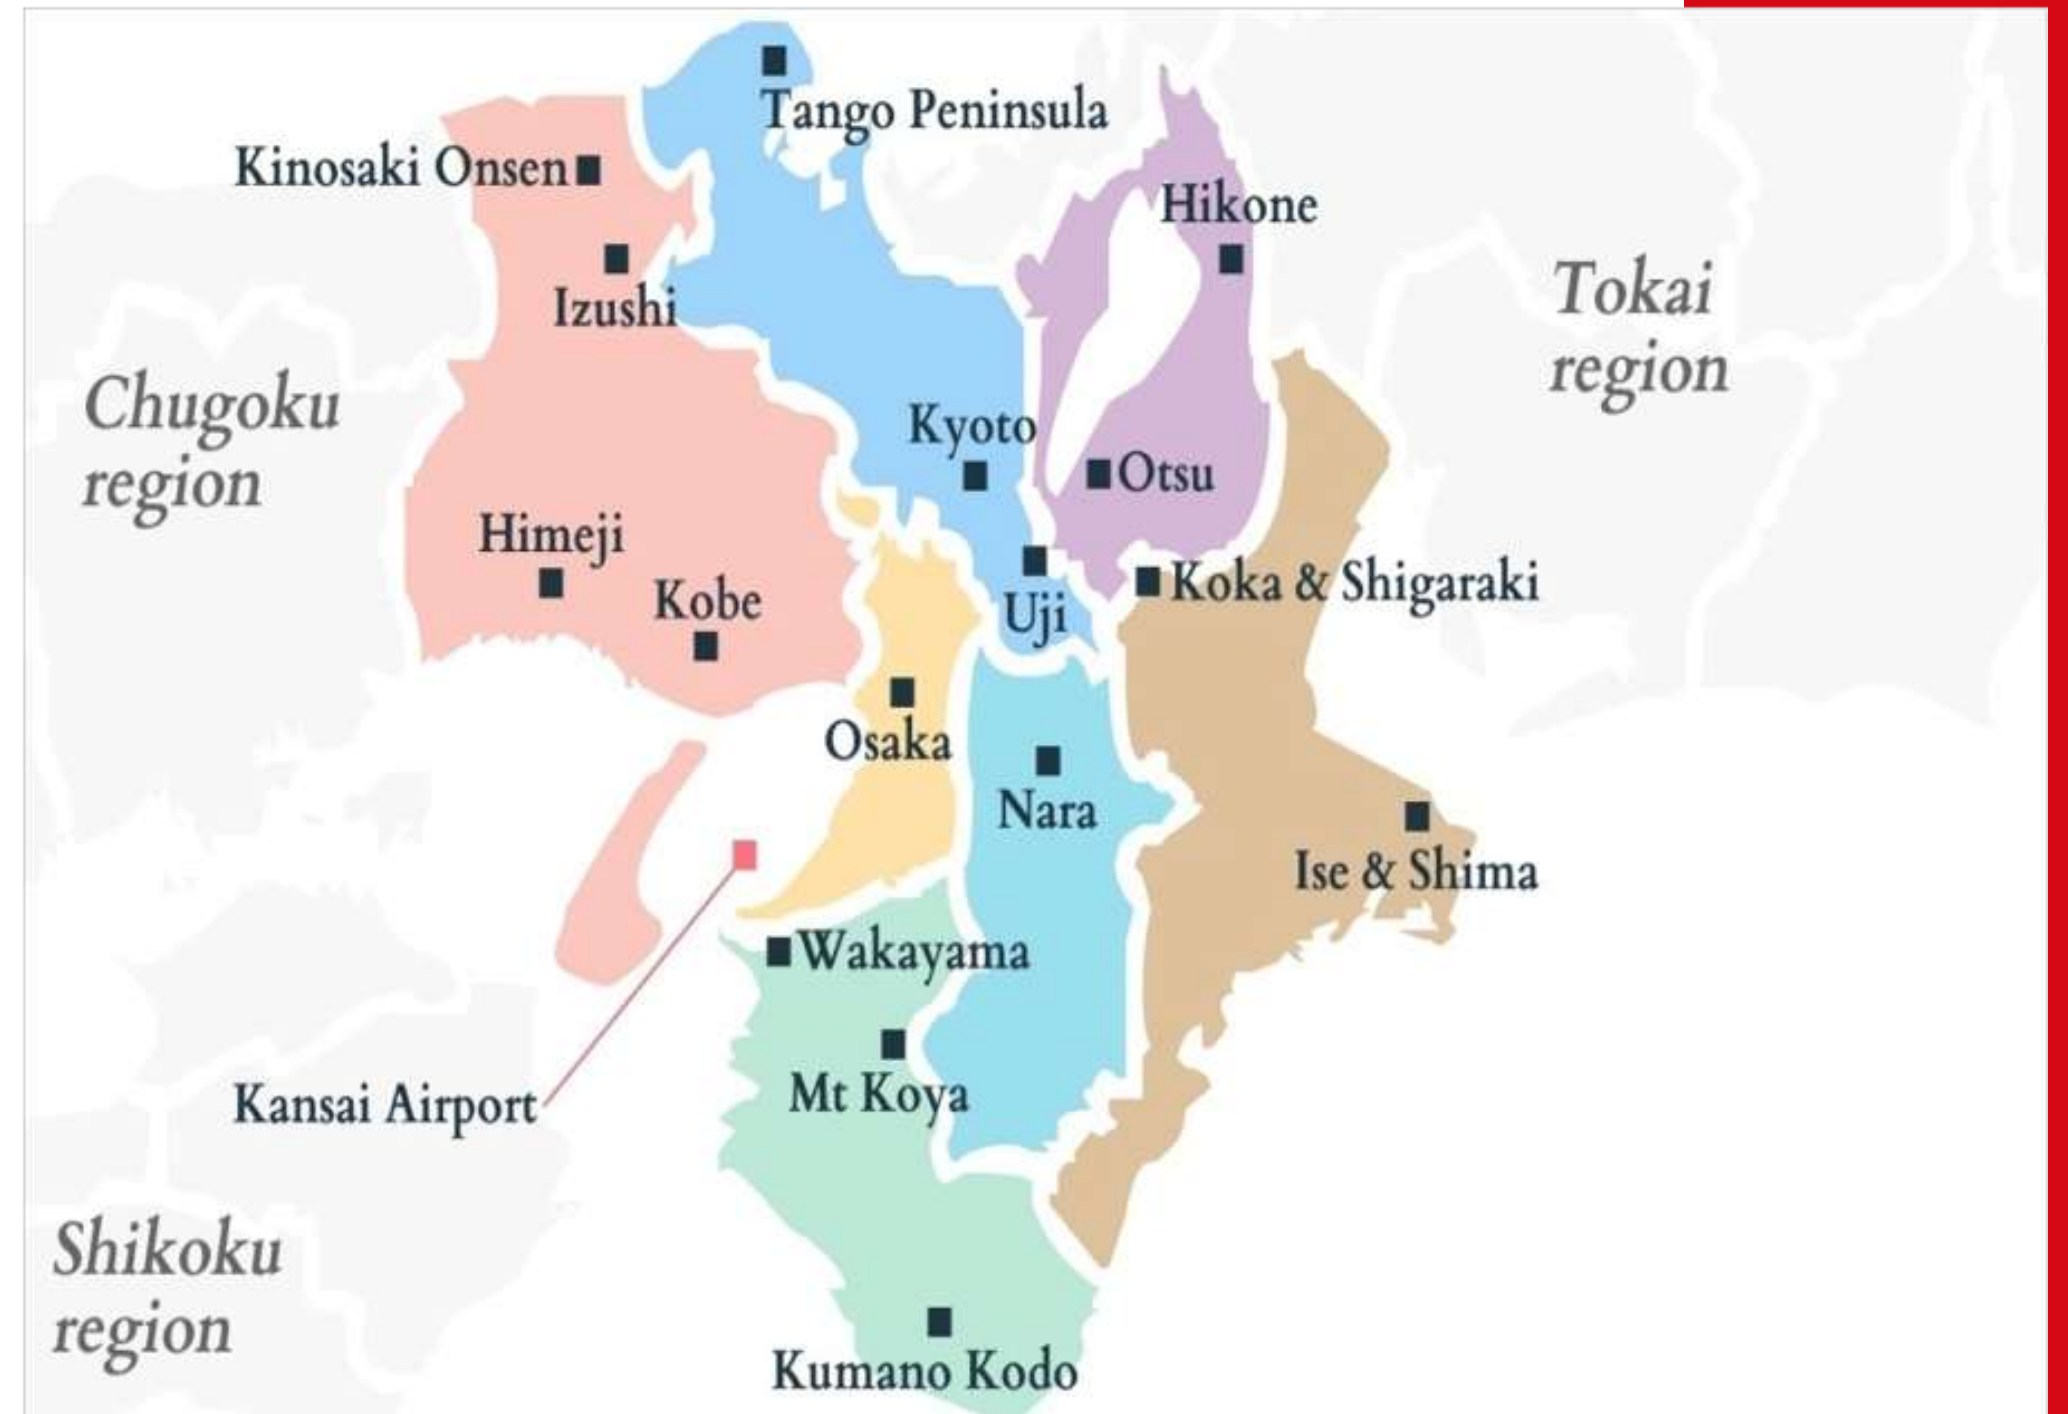 Tango Peninsula
Kinosaki Onsen
Hikone
Izushi
Tokai
region
Chugoku
region
Kyoto
Otsu
Himeji
Kobe
Koka & Shigaraki
Uji
Osaka
Nara
Ise & Shima
Wakayama
Mt Koya
Kansai Airport
Shikoku
region
Kumano Kodo